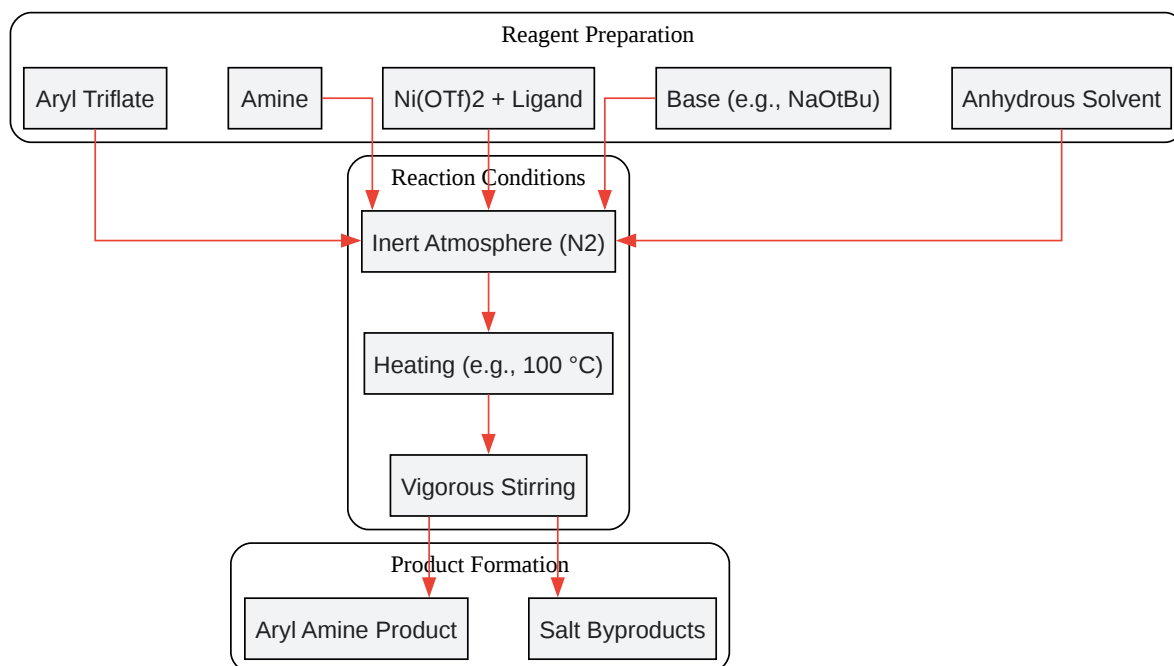 Reagent Preparation
Aryl Triflate
Amine
Ni(OTf)2 + Ligand
Base (e.g., NaOtBu)
Anhydrous Solvent
Reaction Conditions
Inert Atmosphere (N2)
Heating (e.g., 100 °C)
Vigorous Stirring
Product Formation
Aryl Amine Product
Salt Byproducts